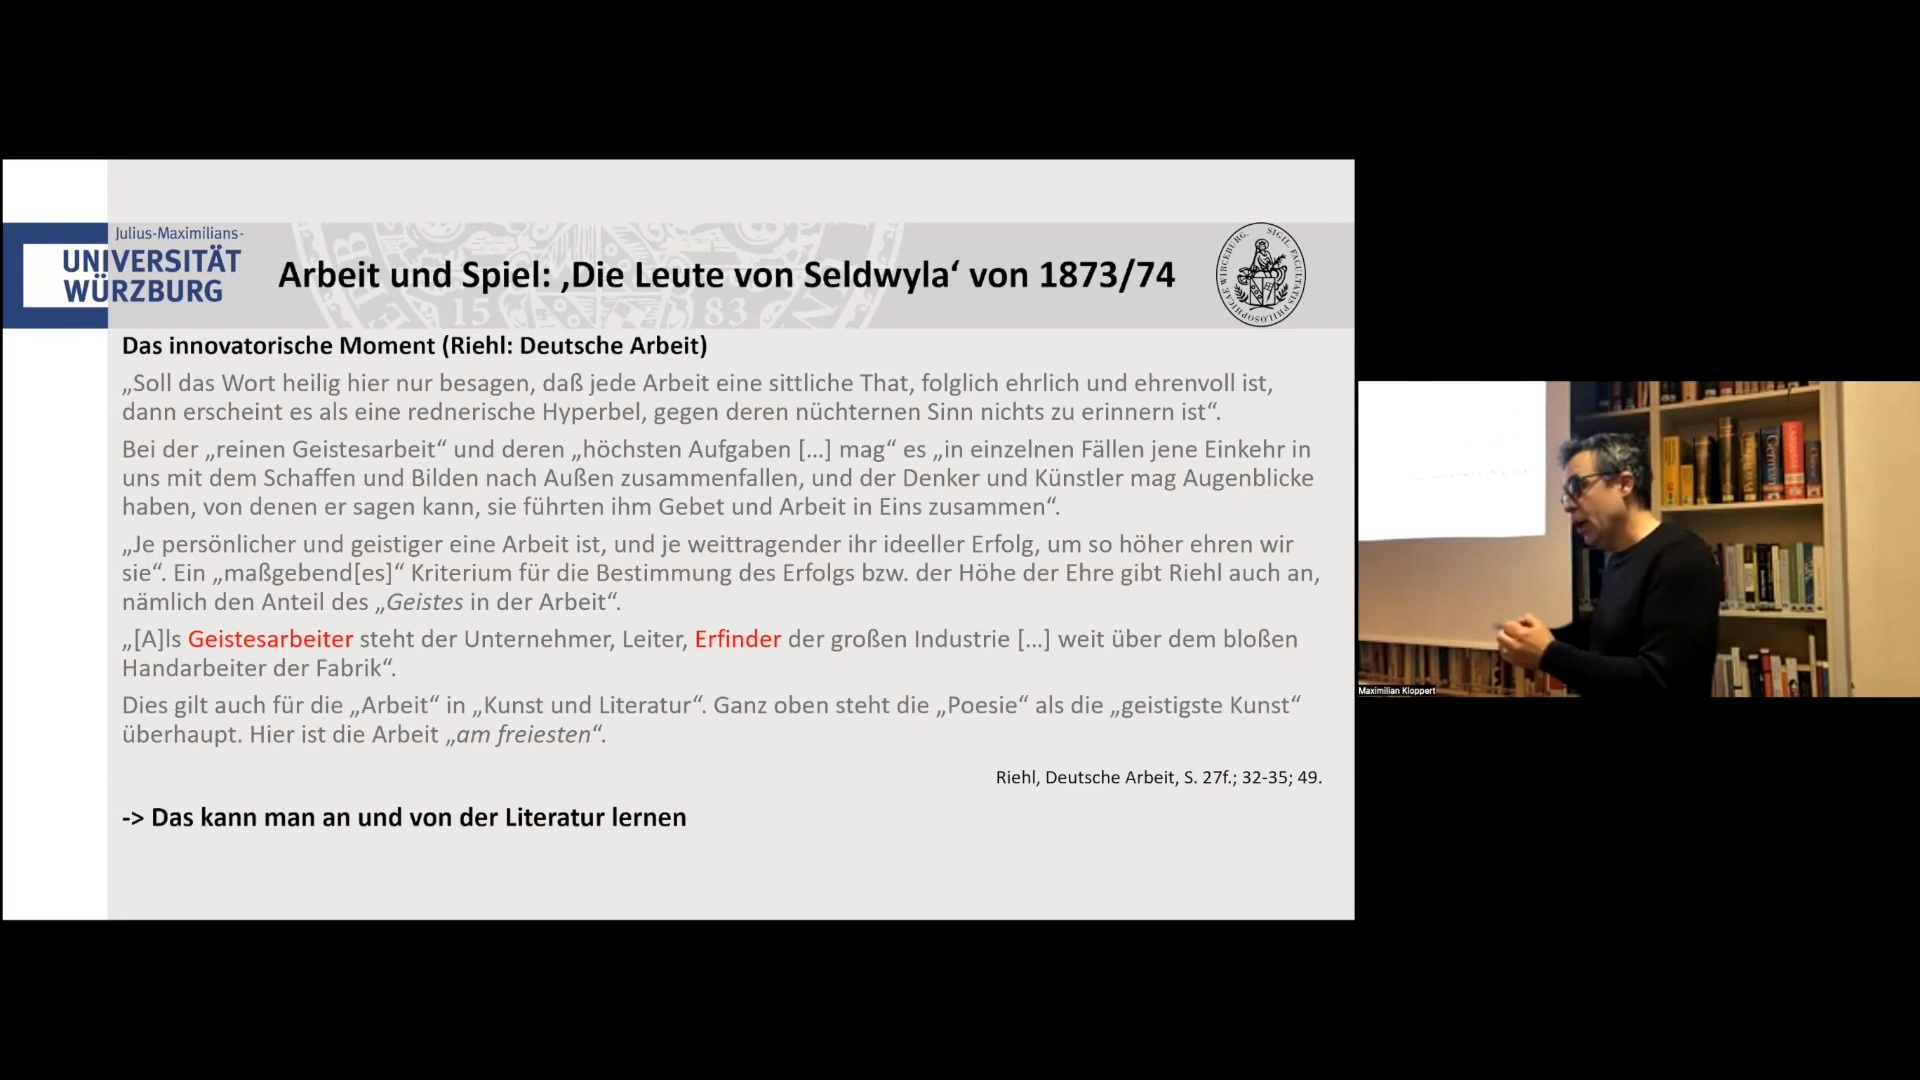 Julius-Maximilians-
UNIVERSITÄT
WÜRZBURG
15 83
Arbeit und Spiel: ‚Die Leute von Seldwyla‘ von 1873/74
SIGIL. FACULTATIS PHILOSOPHICAE WIRCEBURG.
Das innovatorische Moment (Riehl: Deutsche Arbeit)
„Soll das Wort heilig hier nur besagen, daß jede Arbeit eine sittliche That, folglich ehrlich und ehrenvoll ist,
dann erscheint es als eine rednerische Hyperbel, gegen deren nüchternen Sinn nichts zu erinnern ist“.
Bei der „reinen Geistesarbeit“ und deren „höchsten Aufgaben […] mag“ es „in einzelnen Fällen jene Einkehr in
uns mit dem Schaffen und Bilden nach Außen zusammenfallen, und der Denker und Künstler mag Augenblicke
haben, von denen er sagen kann, sie führten ihm Gebet und Arbeit in Eins zusammen“.
„Je persönlicher und geistiger eine Arbeit ist, und je weittragender ihr ideeller Erfolg, um so höher ehren wir
sie“. Ein „maßgebend[es]“ Kriterium für die Bestimmung des Erfolgs bzw. der Höhe der Ehre gibt Riehl auch an,
nämlich den Anteil des „Geistes in der Arbeit“.
„[A]ls Geistesarbeiter steht der Unternehmer, Leiter, Erfinder der großen Industrie […] weit über dem bloßen
Handarbeiter der Fabrik“.
Dies gilt auch für die „Arbeit“ in „Kunst und Literatur“. Ganz oben steht die „Poesie“ als die „geistigste Kunst“
überhaupt. Hier ist die Arbeit „am freiesten“.
Riehl, Deutsche Arbeit, S. 27f.; 32-35; 49.
-> Das kann man an und von der Literatur lernen
Maximilian Kloppert